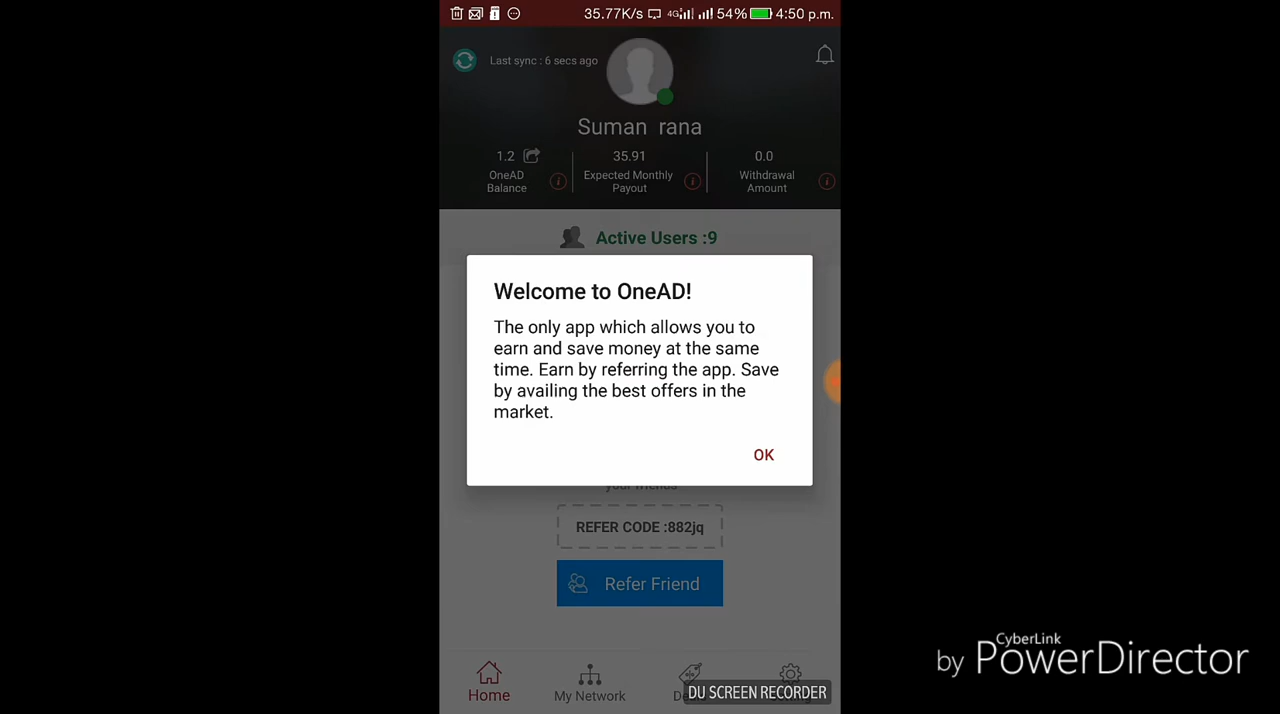 35.77K/s 4G 54% 4:50 p.m.
Last sync : 6 secs ago
Suman rana
1.2 35.91 0.0
OneAD Balance
Expected Monthly Payout
Withdrawal Amount
Active Users :9
Welcome to OneAD!
The only app which allows you to
earn and save money at the same
time. Earn by referring the app. Save
by availing the best offers in the
market.
OK
your friends
REFER CODE :882jq
Refer Friend
Home
My Network
DU SCREEN RECORDER
by CyberLink PowerDirector